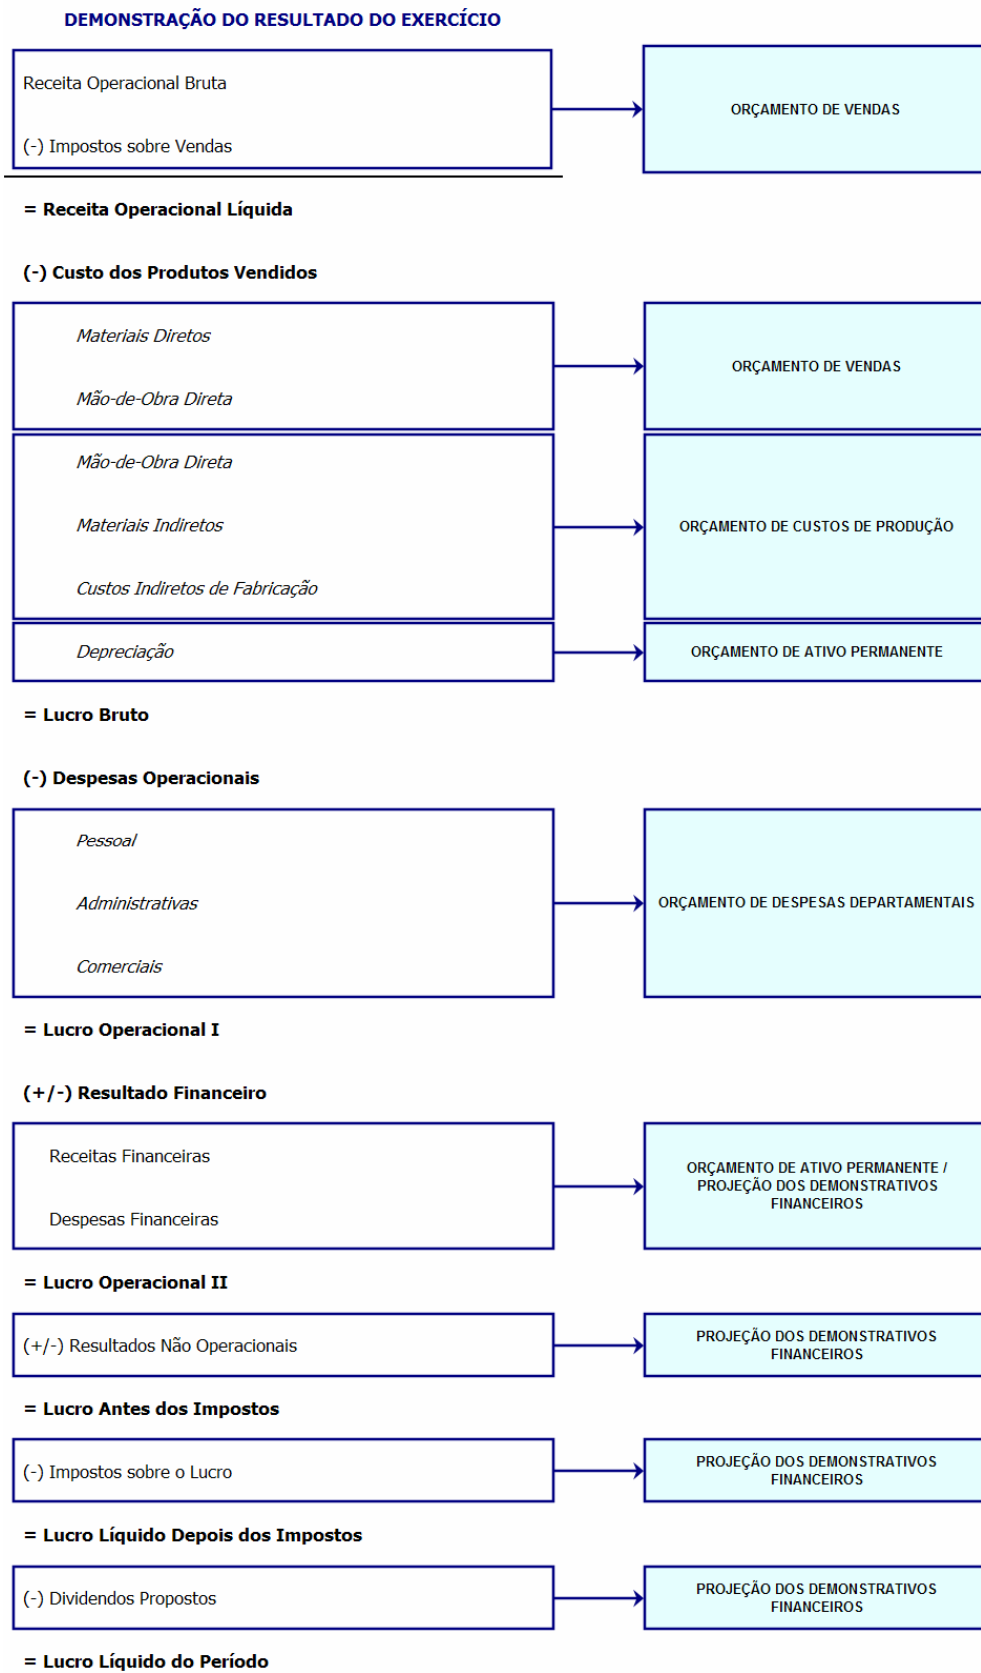 DEMONSTRAÇÃO DO RESULTADO DO EXERCÍCIO
Receita Operacional Bruta
(-) Impostos sobre Vendas
ORÇAMENTO DE VENDAS
= Receita Operacional Líquida
(-) Custo dos Produtos Vendidos
Materiais Diretos
Mão-de-Obra Direta
ORÇAMENTO DE VENDAS
Mão-de-Obra Direta
Materiais Indiretos
Custos Indiretos de Fabricação
ORÇAMENTO DE CUSTOS DE PRODUÇÃO
Depreciação
ORÇAMENTO DE ATIVO PERMANENTE
= Lucro Bruto
(-) Despesas Operacionais
Pessoal
Administrativas
Comerciais
ORÇAMENTO DE DESPESAS DEPARTAMENTAIS
= Lucro Operacional I
(+/-) Resultado Financeiro
Receitas Financeiras
Despesas Financeiras
ORÇAMENTO DE ATIVO PERMANENTE /
PROJEÇÃO DOS DEMONSTRATIVOS
FINANCEIROS
= Lucro Operacional II
(+/-) Resultados Não Operacionais
PROJEÇÃO DOS DEMONSTRATIVOS
FINANCEIROS
= Lucro Antes dos Impostos
(-) Impostos sobre o Lucro
PROJEÇÃO DOS DEMONSTRATIVOS
FINANCEIROS
= Lucro Líquido Depois dos Impostos
(-) Dividendos Propostos
PROJEÇÃO DOS DEMONSTRATIVOS
FINANCEIROS
= Lucro Líquido do Período